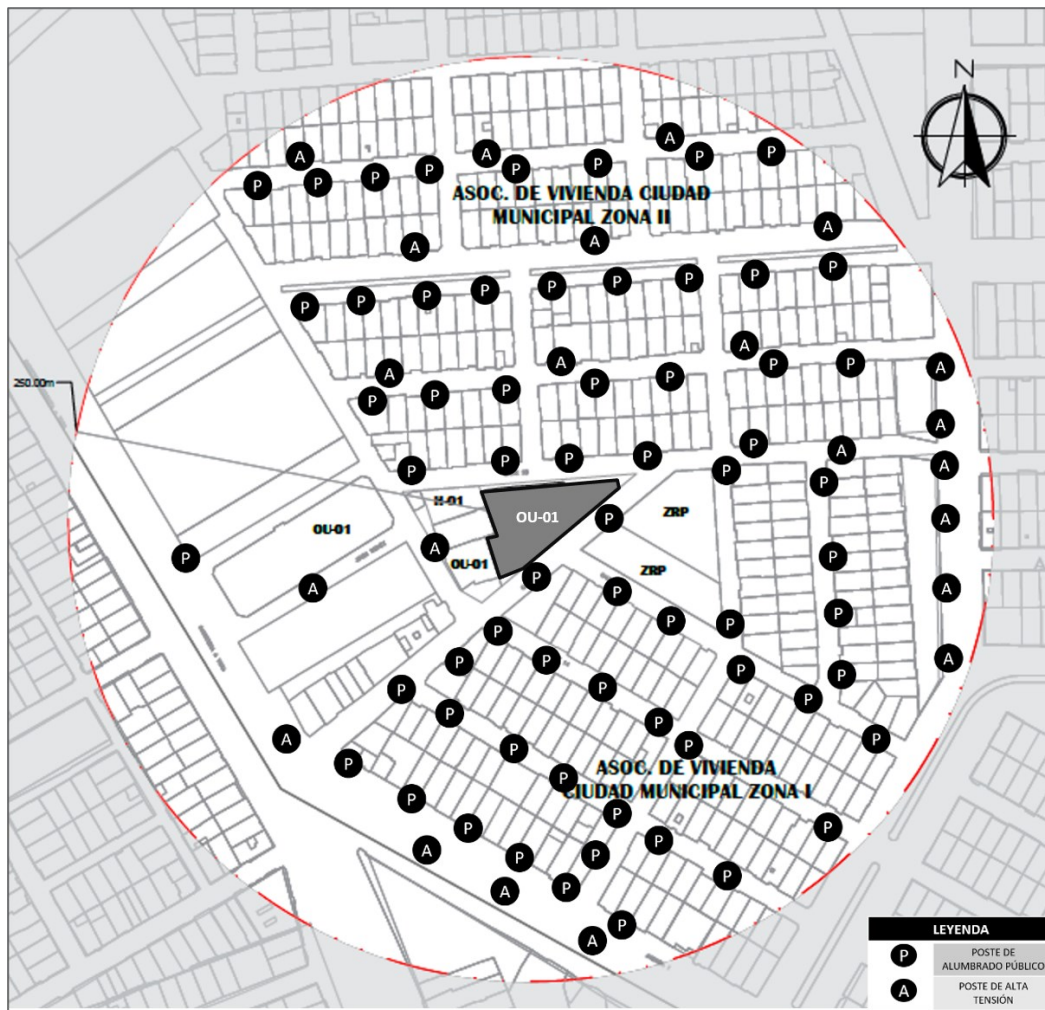 N
A A A
P P P P P P P P
ASOC. DE VIVIENDA CIUDAD
MUNICIPAL ZONA II
A A A
P P P P P P P P P
A A A
P P P P P P P A
250.00m
P P P P P A A
P P A
H-01
OU-01 OU-01 P ZRP A
P A P
OU-01 ZRP
A P P P A
P P P
P P P P A
P P P
P P
A P P P
P P
ASOC. DE VIVIENDA
CIUDAD MUNICIPAL ZONA I
P P P
P P
A P P
A P P
A P
LEYENDA
P POSTE DE
ALUMBRADO PÚBLICO
A POSTE DE ALTA
TENSIÓN